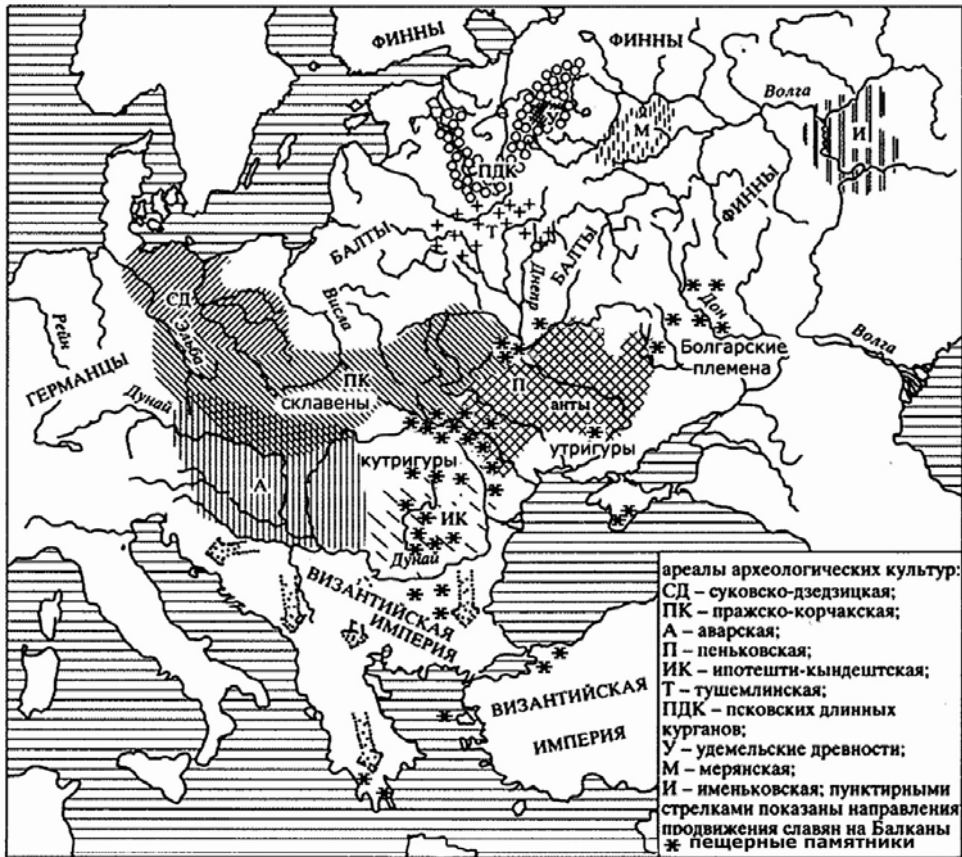 ФИННЫ
ФИННЫ
Волга
У
М
И
ПДК
ФИННЫ
Т
БАЛТЫ
БАЛТЫ
Днепр
СД
Висла
Дон
Рейн
Эльба
Болгарские
племена
Волга
ГЕРМАНЦЫ
ПК
П
Дунай
склавены
анты
кутригуры
утригуры
А
ИК
Дунай
ВИЗАНТИЙСКАЯ
ИМПЕРИЯ
ВИЗАНТИЙСКАЯ
ИМПЕРИЯ
ареалы археологических культур:
СД – суковско-дзедзицкая;
ПК – пражско-корчакская;
А – аварская;
П – пеньковская;
ИК – ипотешти-кындештская;
Т – тушемлинская;
ПДК – псковских длинных
курганов;
У – удемельские древности;
М – мерянская;
И – именьковская; пунктирными
стрелками показаны направления
продвижения славян на Балканы
✱ пещерные памятники